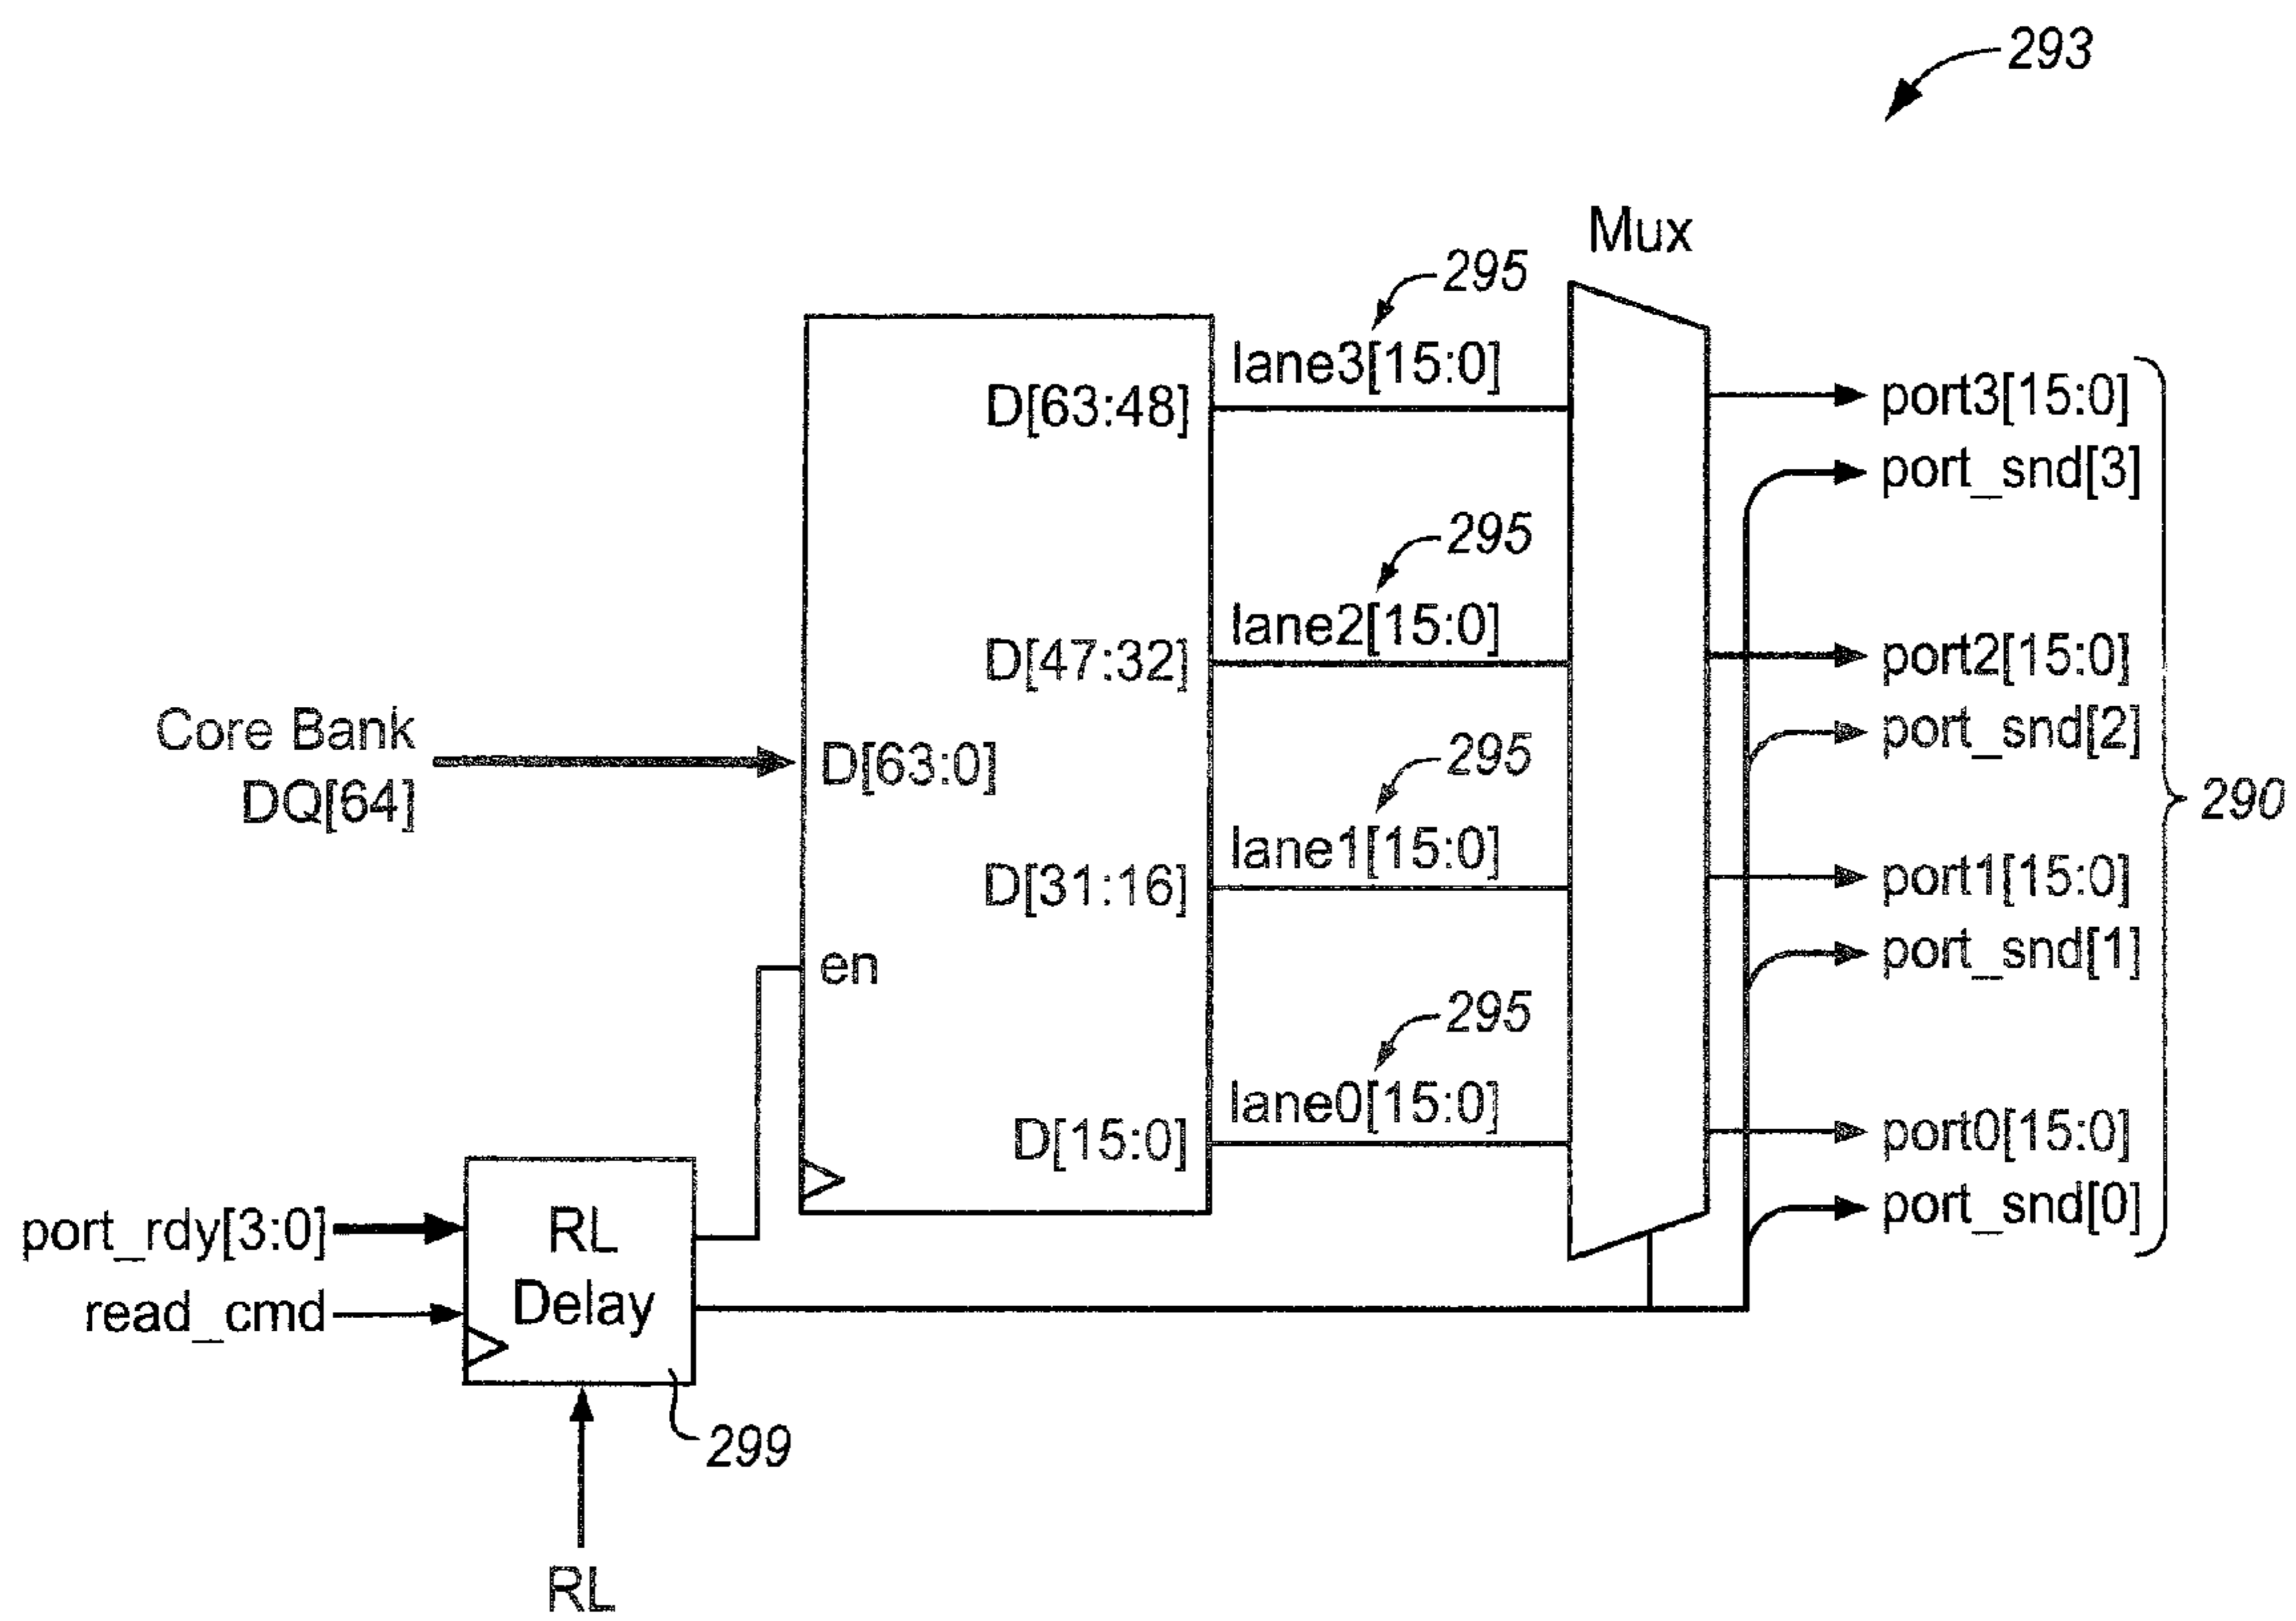 293
Mux
295
lane3[15:0]
D[63:48]
port3[15:0]
port_snd[3]
295
lane2[15:0]
D[47:32]
port2[15:0]
port_snd[2]
Core Bank
DQ[64]
D[63:0]
295
lane1[15:0]
D[31:16]
port1[15:0]
port_snd[1]
290
en
295
lane0[15:0]
D[15:0]
port0[15:0]
port_snd[0]
port_rdy[3:0]
read_cmd
RL
Delay
299
RL